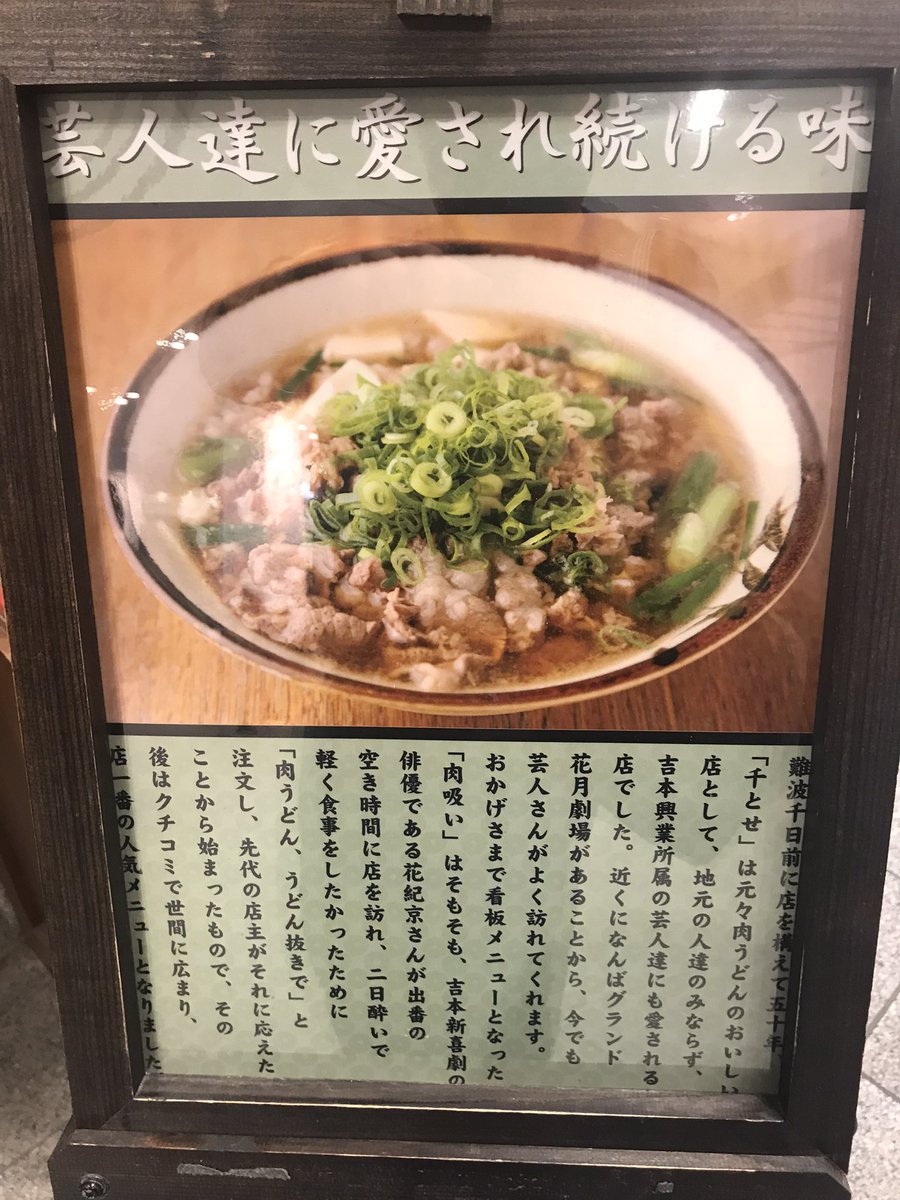 芸人達に愛され続ける味
難波千日前に店を構えて五十年、
「千とせ」は元々肉うどんのおいしい
店として、地元の人達のみならず、
吉本興業所属の芸人達にも愛される
店でした。近くになんばグランド
花月劇場があることから、今でも
芸人さんがよく訪れてくれます。
おかげさまで看板メニューとなった
「肉吸い」はそもそも、吉本新喜劇の
俳優である花紀京さんが出番の
空き時間に店を訪れ、二日酔いで
軽く食事をしたかったために
「肉うどん、うどん抜きで」と
注文し、先代の店主がそれに応えた
ことから始まったもので、その
後はクチコミで世間に広まり、
店一番の人気メニューとなりました